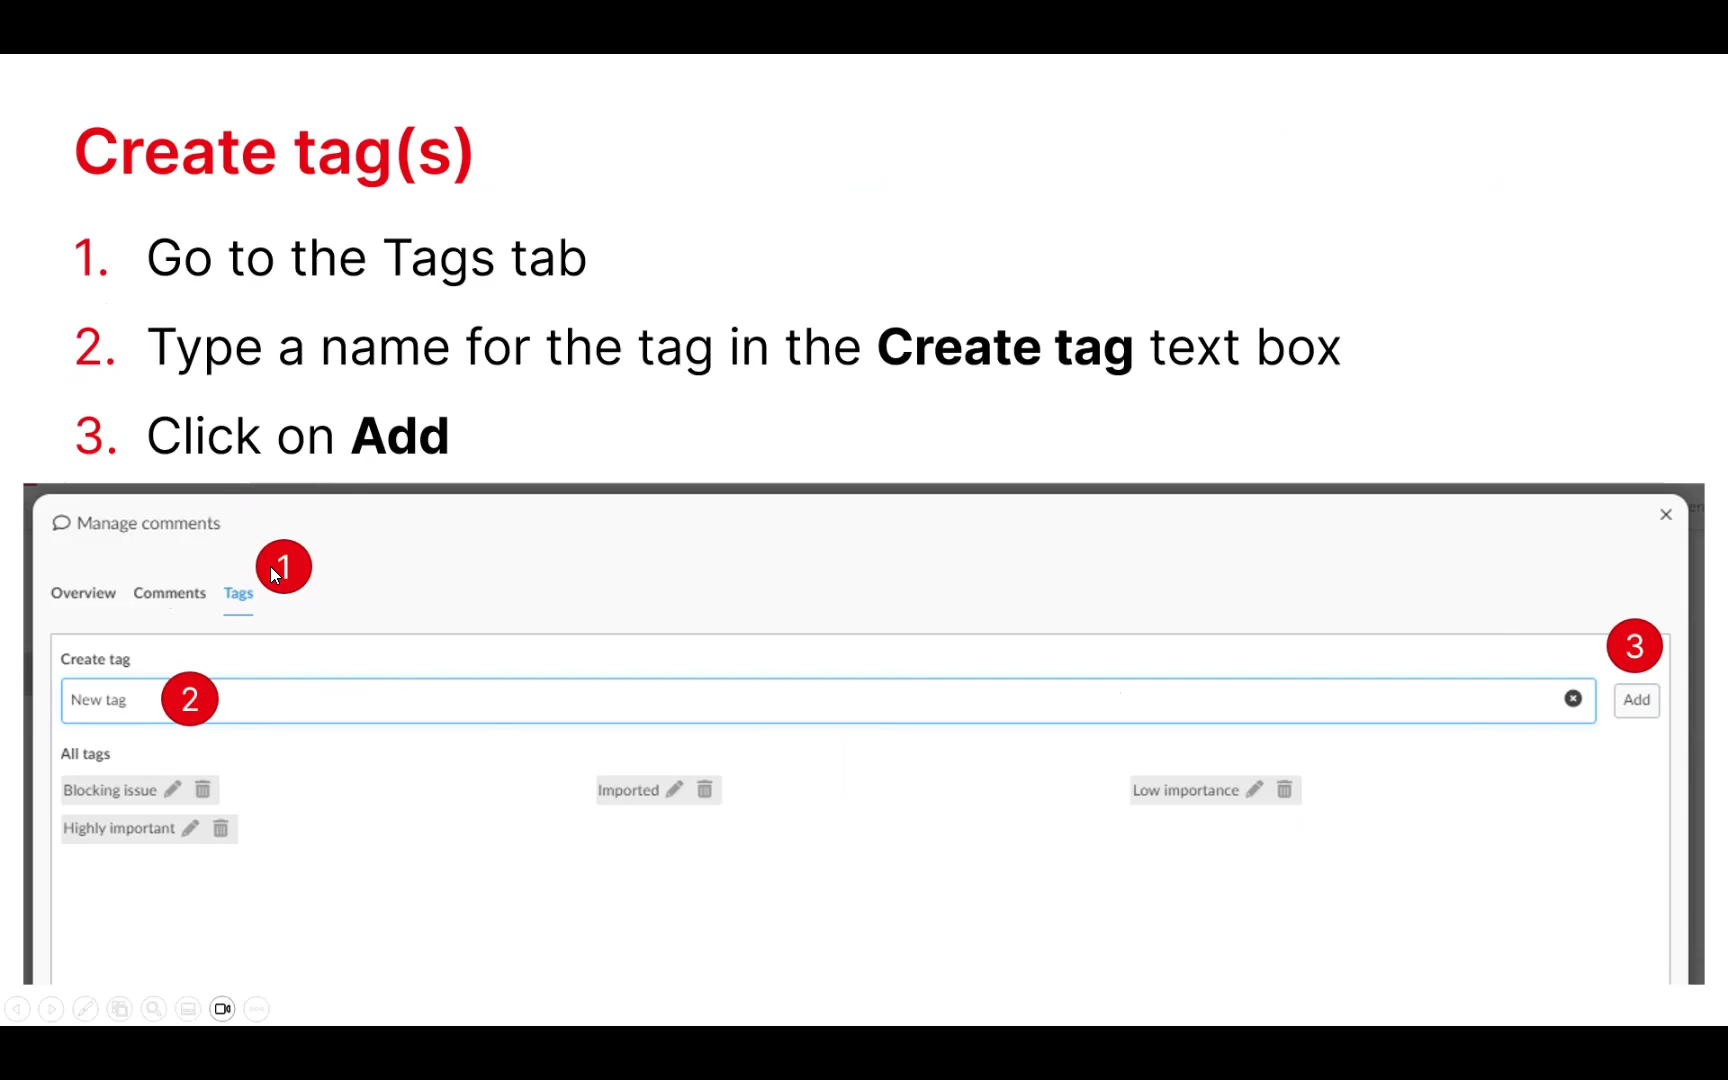 Create tag(s)
1. Go to the Tags tab
2. Type a name for the tag in the Create tag text box
3. Click on Add
Manage comments
1
Overview Comments Tags
3
Create tag
New tag 2 Add
All tags
Blocking issue Imported Low importance
Highly important